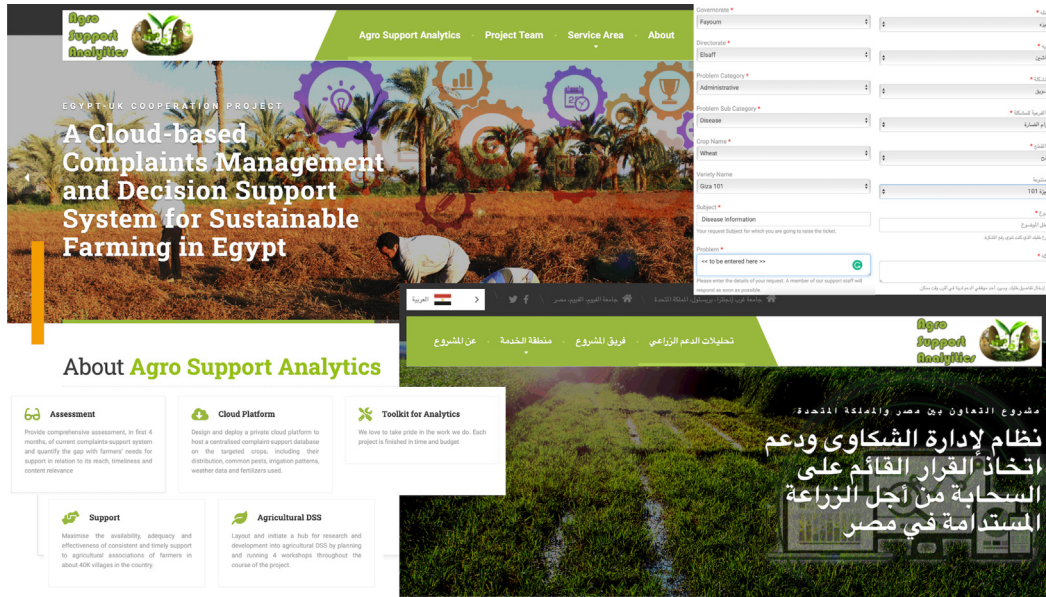 Agro
Support
Analyitics
Agro Support Analytics
Project Team
Service Area
About
EGYPT-UK COOPERATION PROJECT
A Cloud-based
Complaints Management
and Decision Support
System for Sustainable
Farming in Egypt
Governorate *
Fayoum
Directorate *
Elsaff
Problem Category *
Administrative
Problem Sub Category *
Disease
Crop Name *
Wheat
Variety Name
Giza 101
Subject *
Disease Information
Your request Subject for which you are going to raise the ticket.
Problem *
<< to be entered here >>
Please enter the details of your request. A member of our support staff will
respond as soon as possible.
الفرعية للمشكلة *
جيزة 101
العربية
جامعة الفيوم، الفيوم، مصر
تحليلات الدعم الزراعي
فريق المشروع
منطقة الخدمة
عن المشروع
Agro
Support
Analyitics
مشروع التعاون بين مصر والمملكة المتحدة
نظام لإدارة الشكاوى ودعم
اتخاذ القرار القائم على
السحابة من أجل الزراعة
المستدامة في مصر
About Agro Support Analytics
Assessment
Provide comprehensive assessment, in first 4
months, of current complaints-support system
and quantify the gap with farmers' needs for
support in relation to its reach, timeliness and
content relevance
Cloud Platform
Design and deploy a private cloud platform to
host a centralised complaint-support database
on the targeted crops, including their
distribution, common pests, irrigation patterns,
weather data and fertilizers used.
Toolkit for Analytics
We love to take pride in the work we do. Each
project is finished in time and budget
Support
Maximise the availability, adequacy and
effectiveness of consistent and timely support
to agricultural associations of farmers in
about 40K villages in the country.
Agricultural DSS
Layout and initiate a hub for research and
development into agricultural DSS by planning
and running 4 workshops throughout the
course of the project.